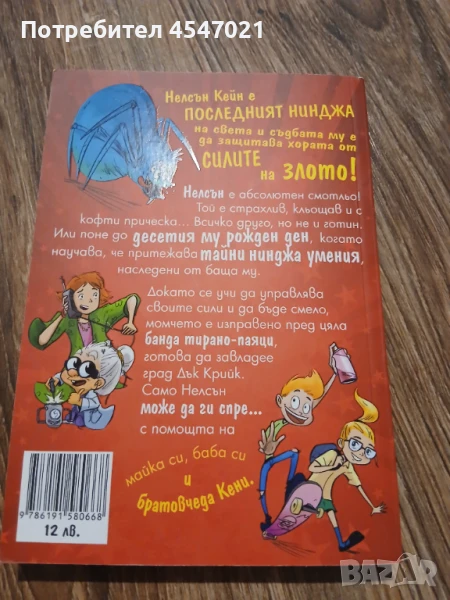 Потребител 4547021
Нелсън Кейн е
ПОСЛЕДНИЯТ НИНДЖА
на света и съдбата му е
да защитава хората от
СИЛИТЕ
на ЗЛОТО!
Нелсън е абсолютен смотльо!
Той е страхлив, кльощав и с
кофти прическа... Всичко друго, но не и готин.
Или поне до десетия му рожден ден, когато
научава, че притежава тайни нинджа умения,
наследени от баща му.
Докато се учи да управлява
своите сили и да бъде смело,
момчето е изправено пред цяла
банда тирано-паяци,
готова да завладее
град Дък Крийк.
Само Нелсън
може да ги спре...
с помощта на
майка си, баба си
и
братовчеда Кени.
9 786191 580668
12 лв.
BAZAR